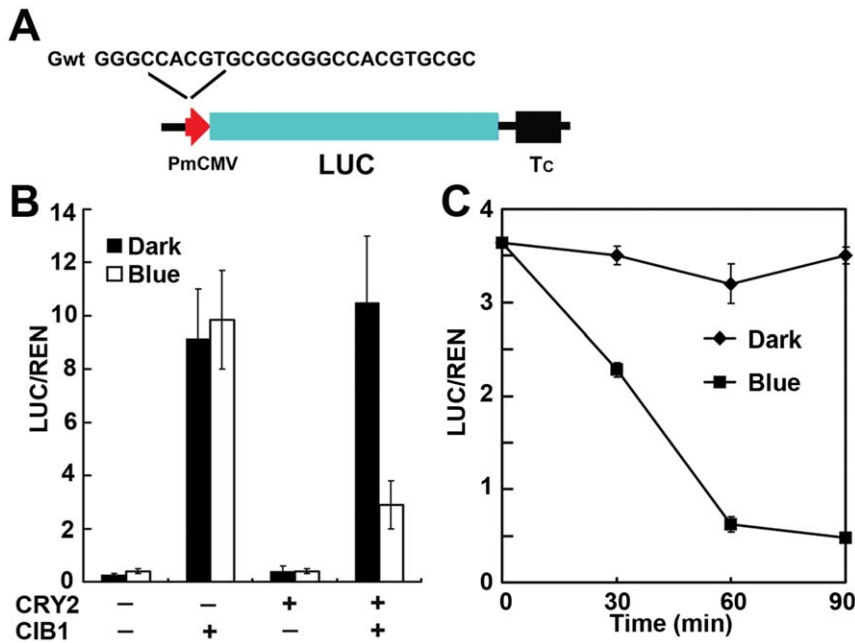 A
Gwt GGGCCACGTGCGCGGGCCACGTGCGC
PmCMV LUC Tc
B
14
12
10
8
6
4
2
0
LUC/REN
Dark
Blue
CRY2 – – + +
CIB1 – + – +
C
4
3
2
1
0
LUC/REN
Dark
Blue
0 30 60 90
Time (min)